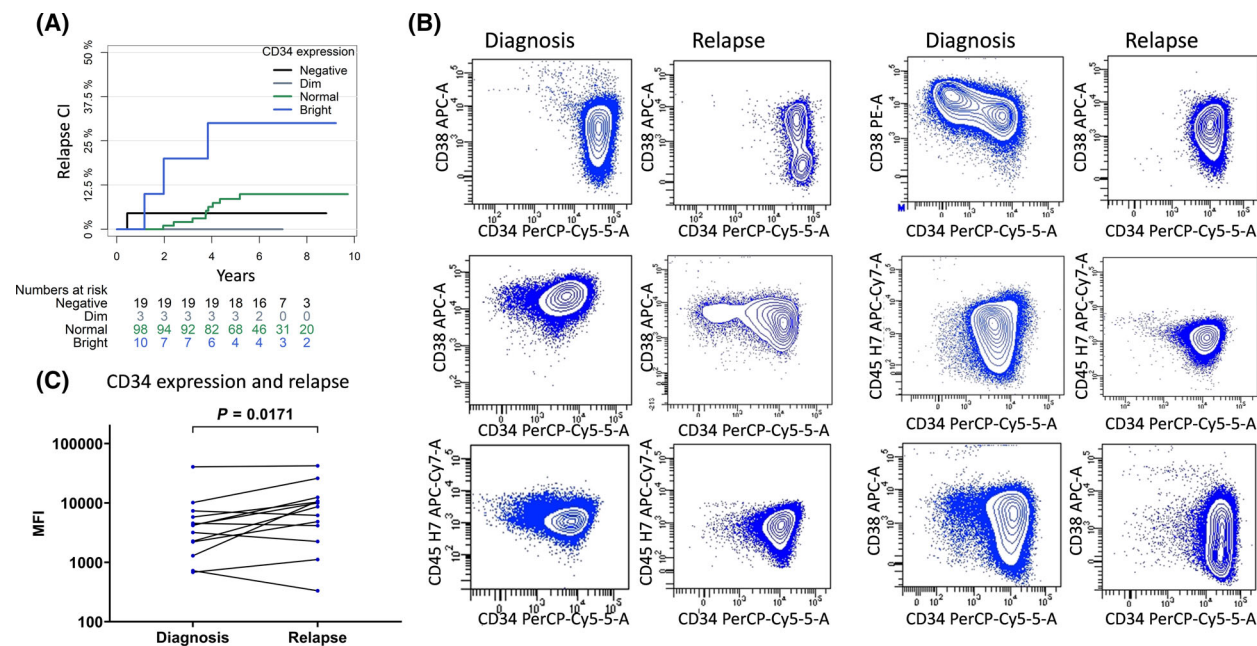 (A)
CD34 expression
Negative
Dim
Normal
Bright
50 %
37.5 %
25 %
12.5 %
0 %
Relapse CI
0 2 4 6 8 10
Years
Numbers at risk
Negative 19 19 19 19 18 16 7 3
Dim 3 3 3 3 3 2 0 0
Normal 98 94 92 82 68 46 31 20
Bright 10 7 7 6 4 4 3 2
(C) CD34 expression and relapse
P = 0.0171
100000
10000
1000
100
MFI
Diagnosis Relapse
(B)
Diagnosis Relapse Diagnosis Relapse
CD38 APC-A CD38 APC-A CD38 PE-A CD38 APC-A
CD34 PerCP-Cy5-5-A CD34 PerCP-Cy5-5-A CD34 PerCP-Cy5-5-A CD34 PerCP-Cy5-5-A
CD38 APC-A CD38 APC-A CD45 H7 APC-Cy7-A CD45 H7 APC-Cy7-A
-213
CD34 PerCP-Cy5-5-A CD34 PerCP-Cy5-5-A CD34 PerCP-Cy5-5-A CD34 PerCP-Cy5-5-A
CD45 H7 APC-Cy7-A CD45 H7 APC-Cy7-A CD38 APC-A CD38 APC-A
CD34 PerCP-Cy5-5-A CD34 PerCP-Cy5-5-A CD34 PerCP-Cy5-5-A CD34 PerCP-Cy5-5-A